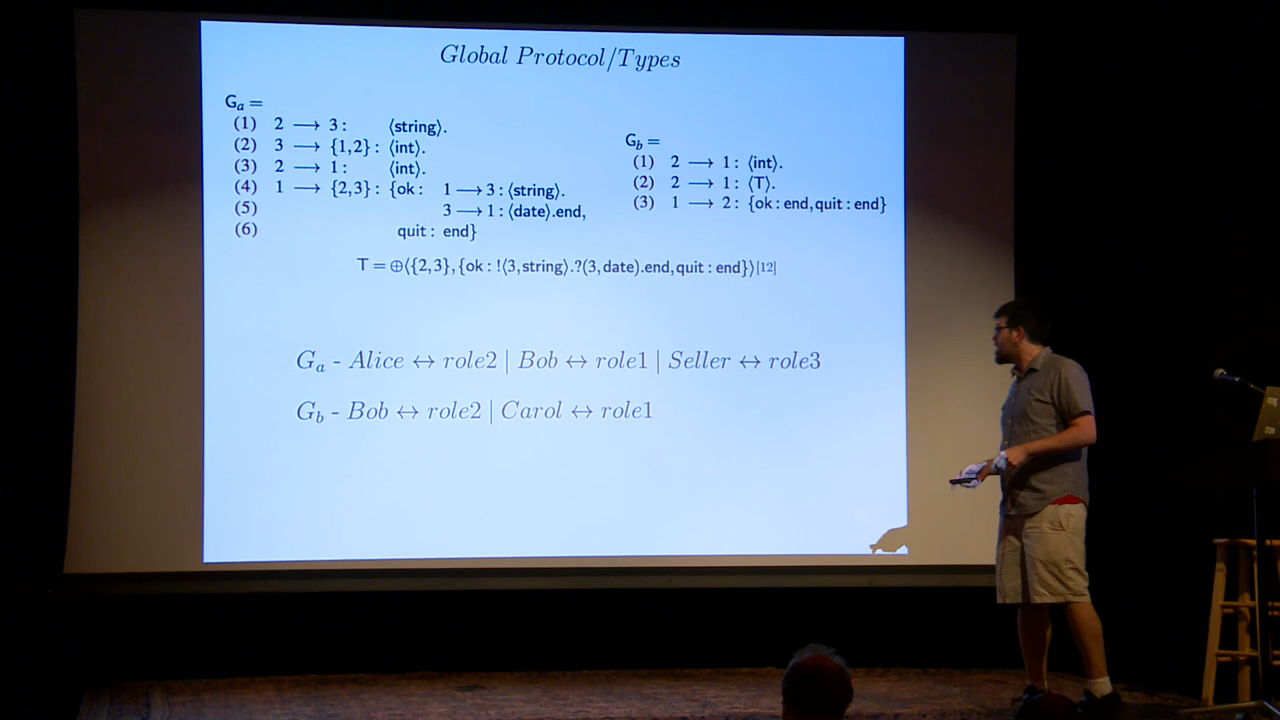 Global Protocol/Types
Gₐ =
(1) 2 ⟶ 3 : ⟨string⟩.
(2) 3 ⟶ {1,2} : ⟨int⟩.
(3) 2 ⟶ 1 : ⟨int⟩.
(4) 1 ⟶ {2,3} : {ok : 1 ⟶ 3 : ⟨string⟩.
(5) 3 ⟶ 1 : ⟨date⟩.end,
(6) quit : end}
G_b =
(1) 2 ⟶ 1 : ⟨int⟩.
(2) 2 ⟶ 1 : ⟨T⟩.
(3) 1 ⟶ 2 : {ok : end, quit : end}
T = ⊕⟨{2,3}, {ok : !⟨3, string⟩.?(3, date).end, quit : end}⟩[12]
Gₐ - Alice ↔ role2 | Bob ↔ role1 | Seller ↔ role3
G_b - Bob ↔ role2 | Carol ↔ role1